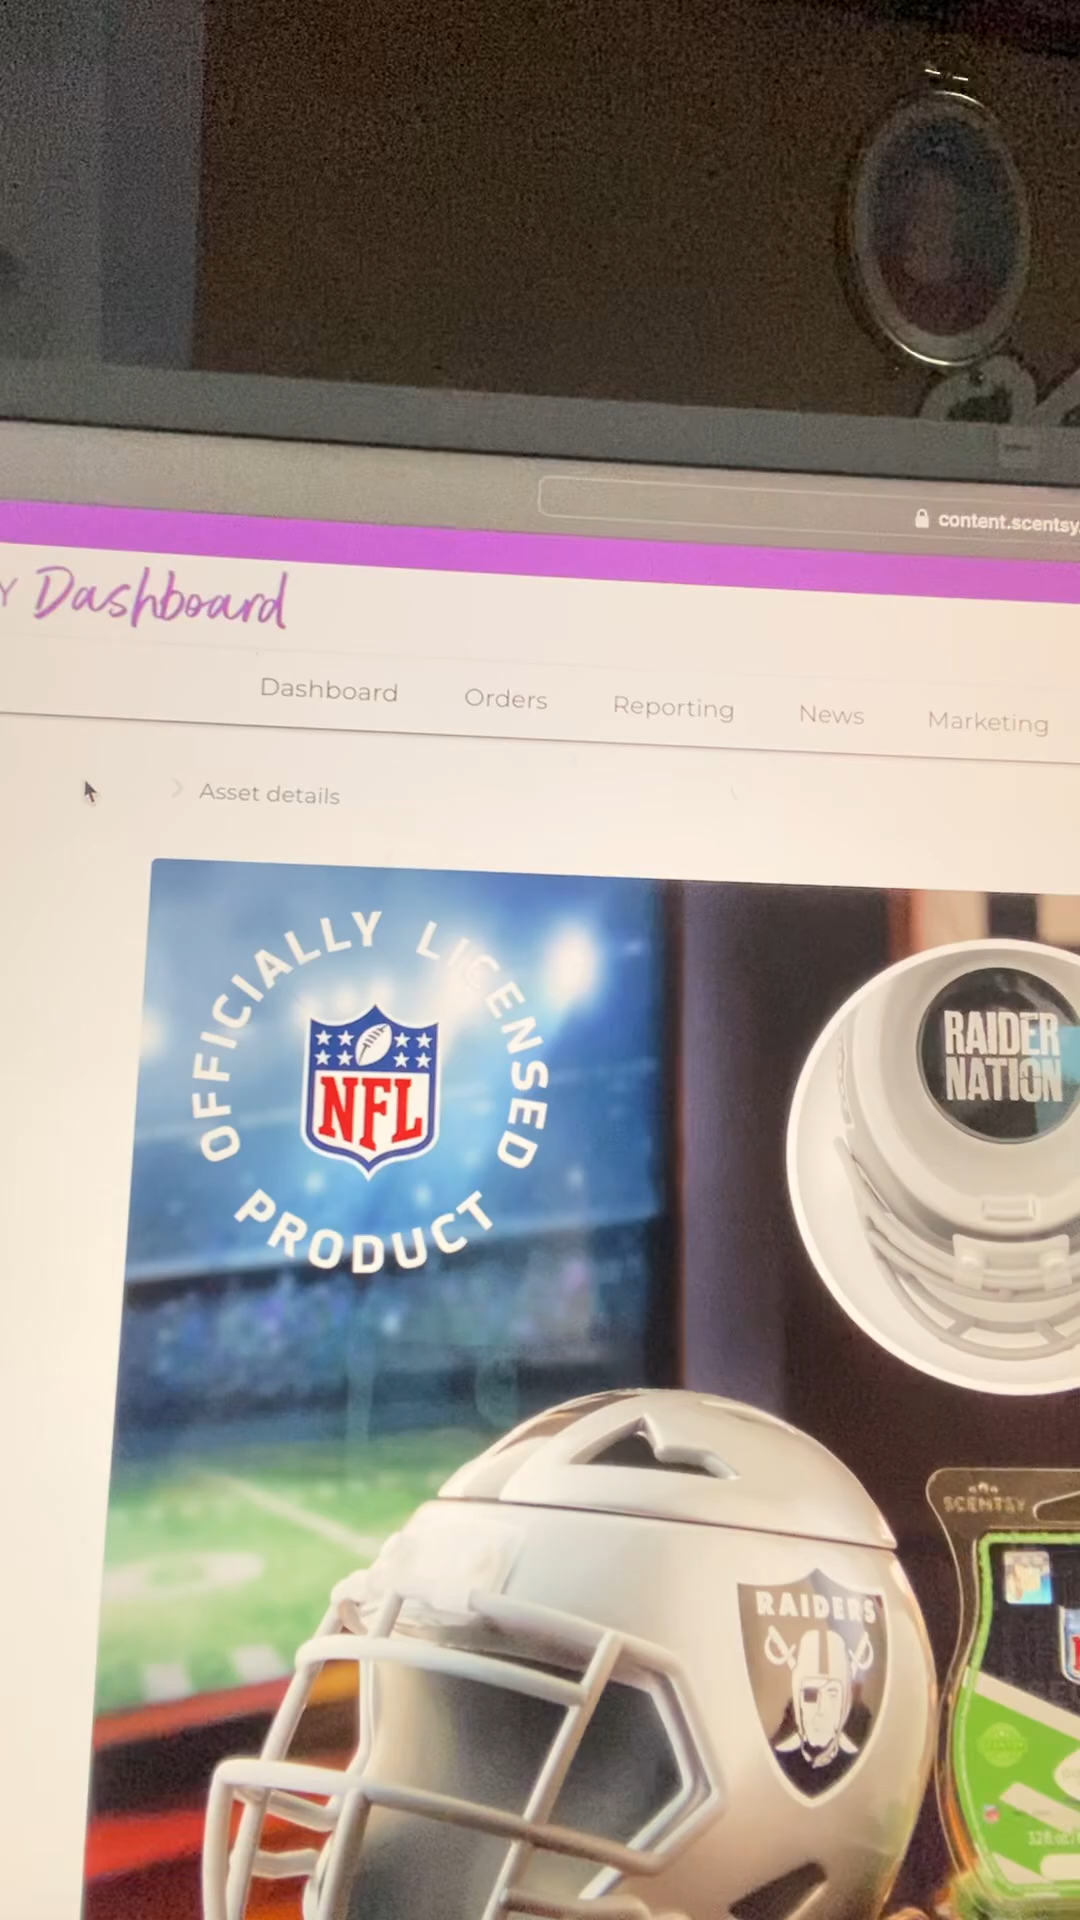 content.scentsy.
Y Dashboard
Dashboard Orders Reporting News Marketing
Asset details
OFFICIALLY LICENSED
NFL
PRODUCT
RAIDER
NATION
SCENTSY
RAIDERS